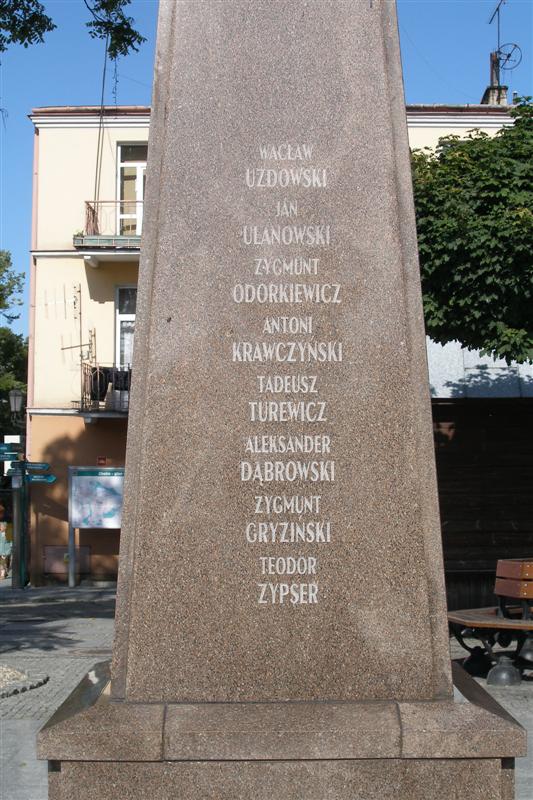 WACŁAW
UZDOWSKI
JAN
ULANOWSKI
ZYGMUNT
ODORKIEWICZ
ANTONI
KRAWCZYŃSKI
TADEUSZ
TUREWICZ
ALEKSANDER
DĄBROWSKI
ZYGMUNT
GRYZIŃSKI
TEODOR
ZYPSER